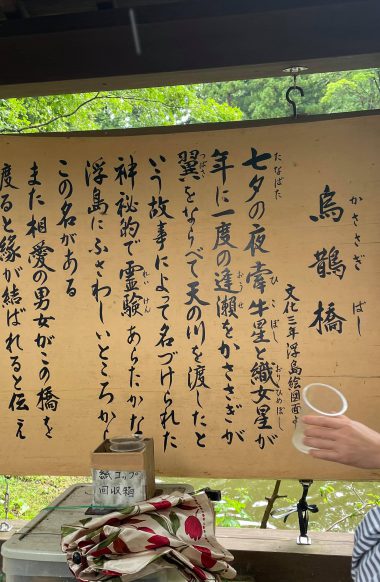 烏鵲橋
かささぎ ばし
文化三年浮島絵図面より
七夕の夜牽牛星と織女星が
たなばた ひこぼし おりひめぼし
年に一度の逢瀬をかささぎが
おうせ
翼をならべて天の川を渡したと
つばさ
いう故事によって名づけられた
神秘的で霊験あらたかな
れいけん
浮島にふさわしいところから
この名がある
また相愛の男女がこの橋を
渡ると縁が結ばれると伝え
紙コップ
回収箱